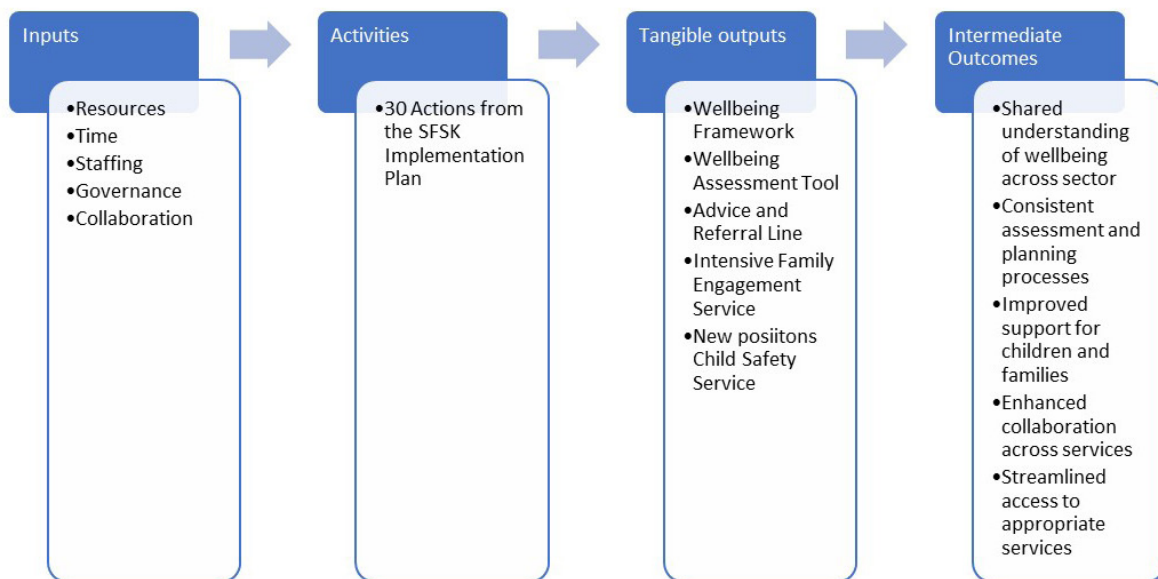 Inputs
•Resources
•Time
•Staffing
•Governance
•Collaboration
Activities
•30 Actions from
the SFSK
Implementation
Plan
Tangible outputs
•Wellbeing
Framework
•Wellbeing
Assessment Tool
•Advice and
Referral Line
•Intensive Family
Engagement
Service
•New posiitons
Child Safety
Service
Intermediate
Outcomes
•Shared
understanding
of wellbeing
across sector
•Consistent
assessment and
planning
processes
•Improved
support for
children and
families
•Enhanced
collaboration
across services
•Streamlined
access to
appropriate
services